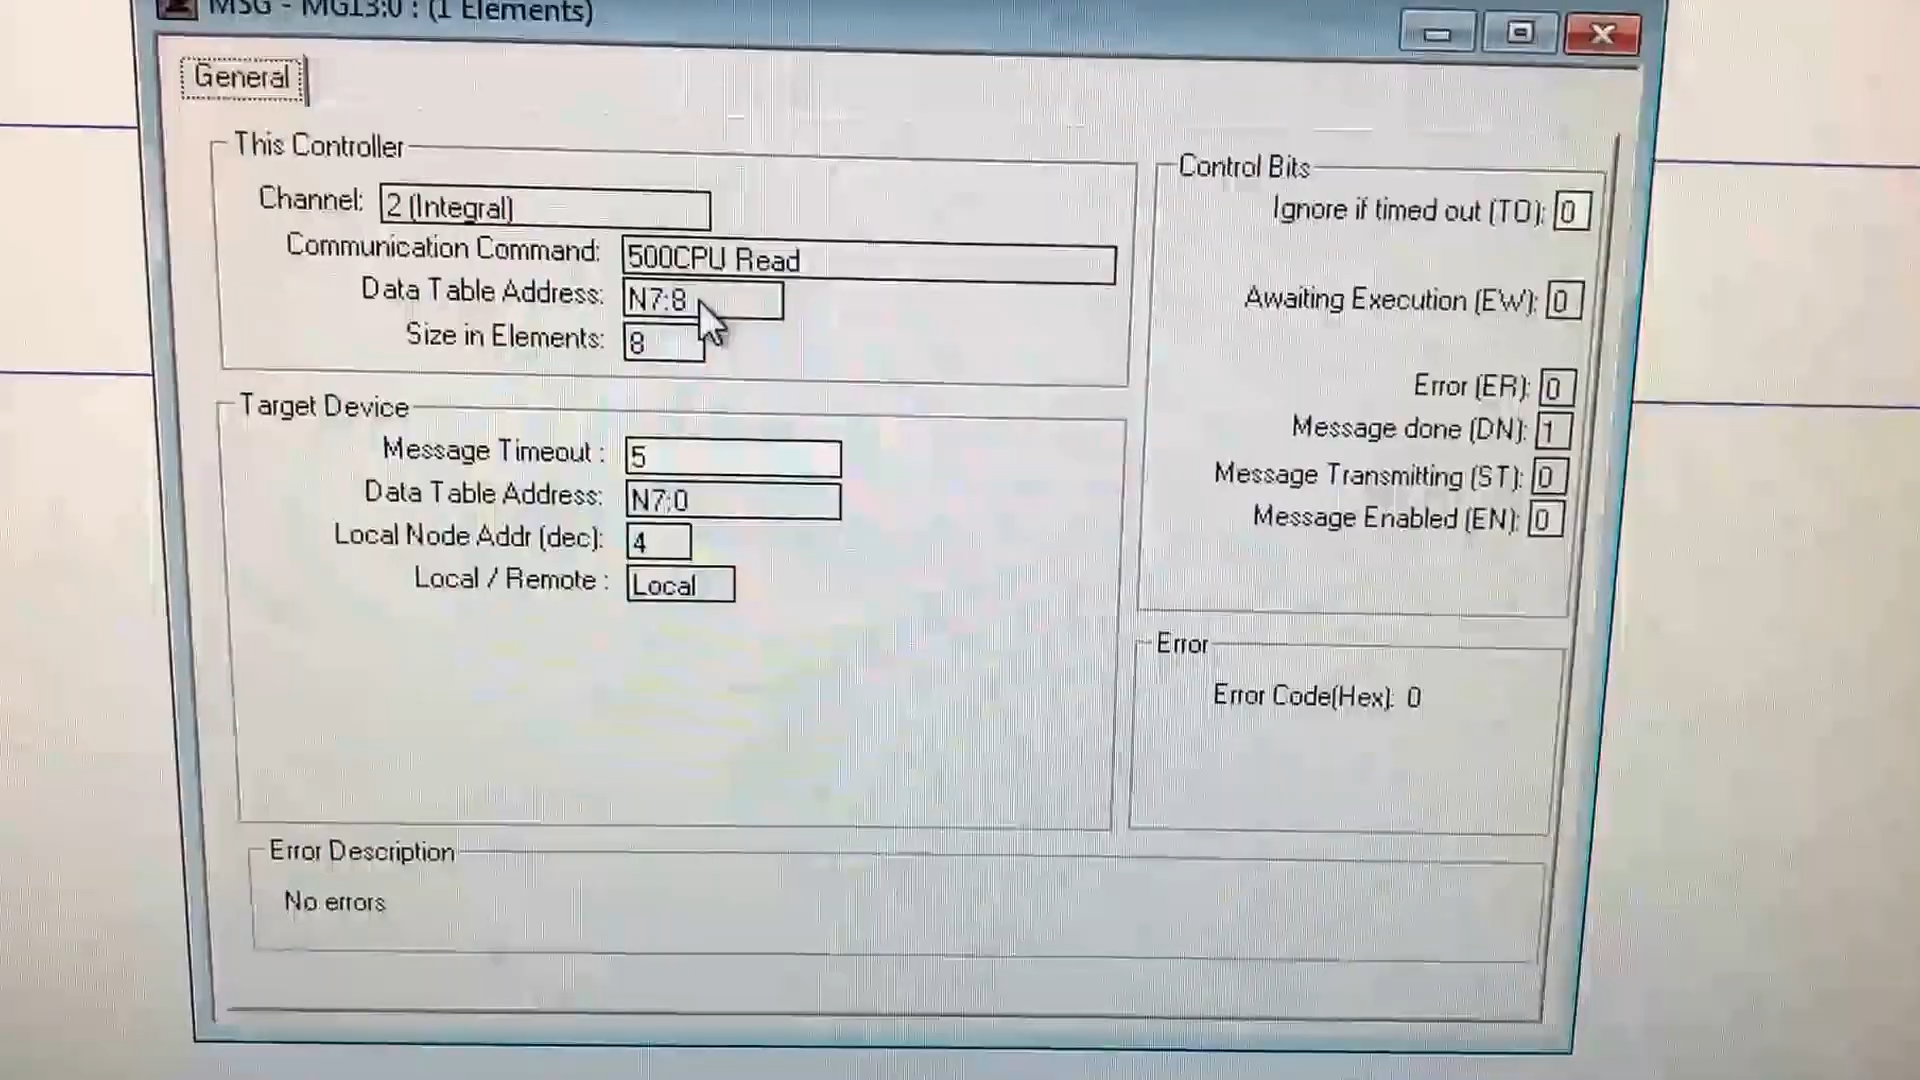 MSG - MG13:0 : (1 Elements)
General
This Controller
Channel: 2 (Integral)
Communication Command: 500CPU Read
Data Table Address: N7:8
Size in Elements: 8
Target Device
Message Timeout : 5
Data Table Address: N7:0
Local Node Addr (dec): 4
Local / Remote : Local
Control Bits
Ignore if timed out (TO): 0
Awaiting Execution (EW): 0
Error (ER): 0
Message done (DN): 1
Message Transmitting (ST): 0
Message Enabled (EN): 0
Error
Error Code(Hex): 0
Error Description
No errors